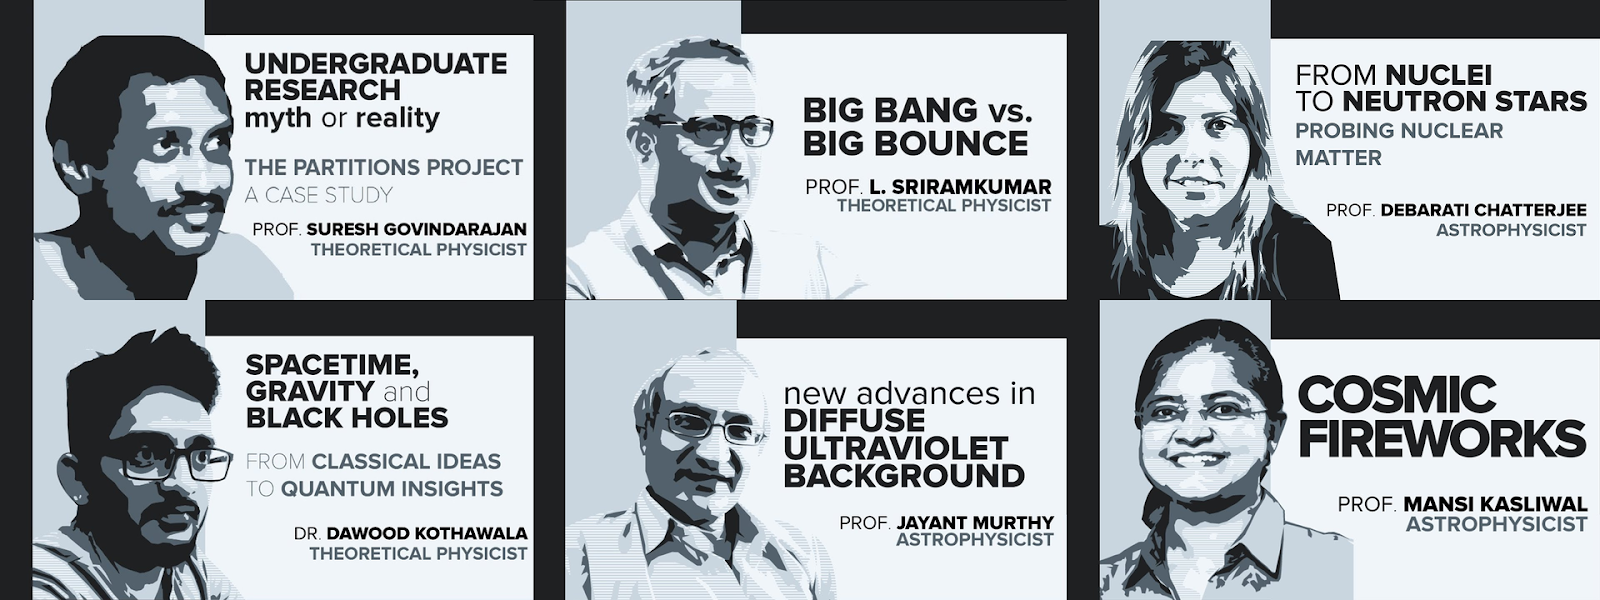 UNDERGRADUATE
RESEARCH
myth or reality
THE PARTITIONS PROJECT
A CASE STUDY
PROF. SURESH GOVINDARAJAN
THEORETICAL PHYSICIST
BIG BANG vs.
BIG BOUNCE
PROF. L. SRIRAMKUMAR
THEORETICAL PHYSICIST
FROM NUCLEI
TO NEUTRON STARS
PROBING NUCLEAR
MATTER
PROF. DEBARATI CHATTERJEE
ASTROPHYSICIST
SPACETIME,
GRAVITY and
BLACK HOLES
FROM CLASSICAL IDEAS
TO QUANTUM INSIGHTS
DR. DAWOOD KOTHAWALA
THEORETICAL PHYSICIST
new advances in
DIFFUSE
ULTRAVIOLET
BACKGROUND
PROF. JAYANT MURTHY
ASTROPHYSICIST
COSMIC
FIREWORKS
PROF. MANSI KASLIWAL
ASTROPHYSICIST